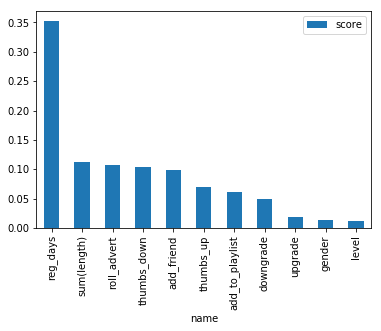 score
0.35
0.30
0.25
0.20
0.15
0.10
0.05
0.00
reg_days
sum(length)
roll_advert
thumbs_down
add_friend
thumbs_up
add_to_playlist
downgrade
upgrade
gender
level
name